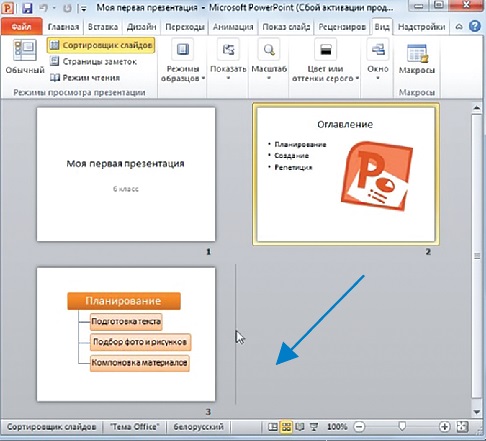 Моя первая презентация - Microsoft PowerPoint (Сбой активации прод...
Файл Главная Вставка Дизайн Переходы Анимация Показ слайд Рецензиров Вид Надстройки
Обычный
Сортировщик слайдов
Страницы заметок
Режим чтения
Режимы просмотра презентации
Режимы образцов
Показать
Масштаб
Цвет или оттенки серого
Окно
Макросы
Макросы
Моя первая презентация
6 класс
1
Оглавление
• Планирование
• Создание
• Репетиция
P
2
Планирование
Подготовка текста
Подбор фото и рисунков
Компоновка материалов
3
Сортировщик слайдов "Тема Office" белорусский 100%